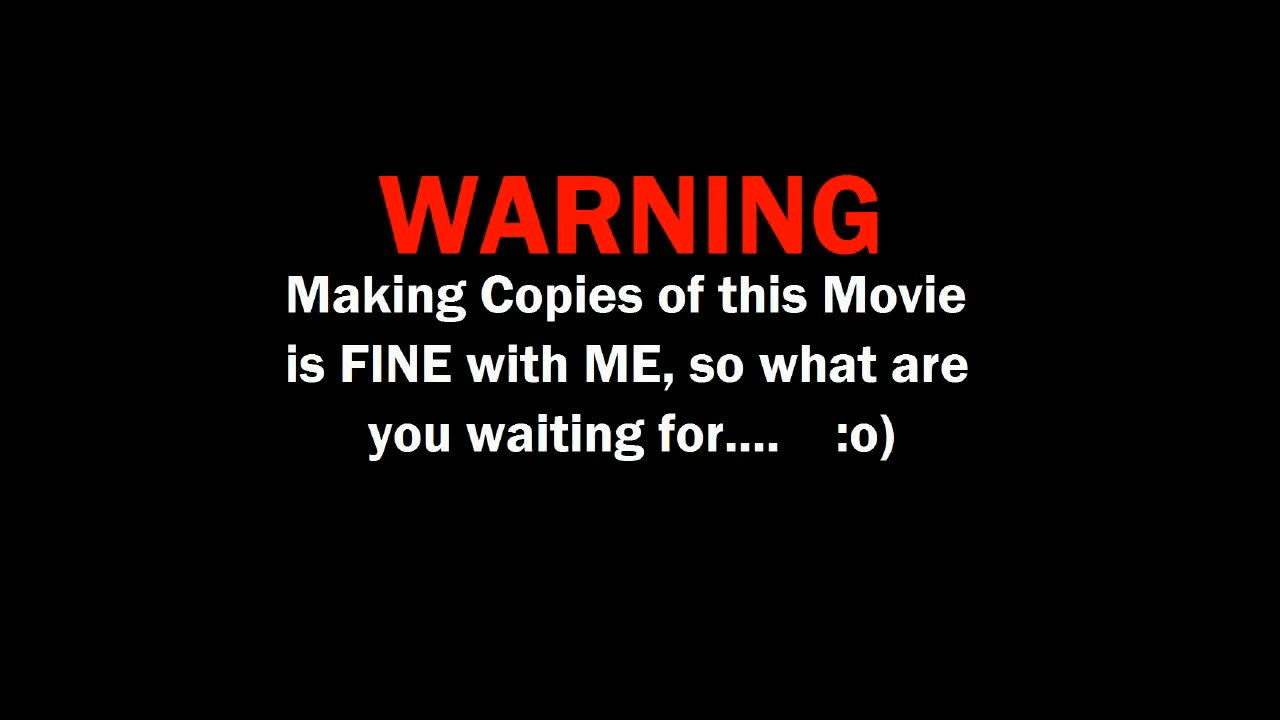 WARNING
Making Copies of this Movie
is FINE with ME, so what are
you waiting for.... :o)